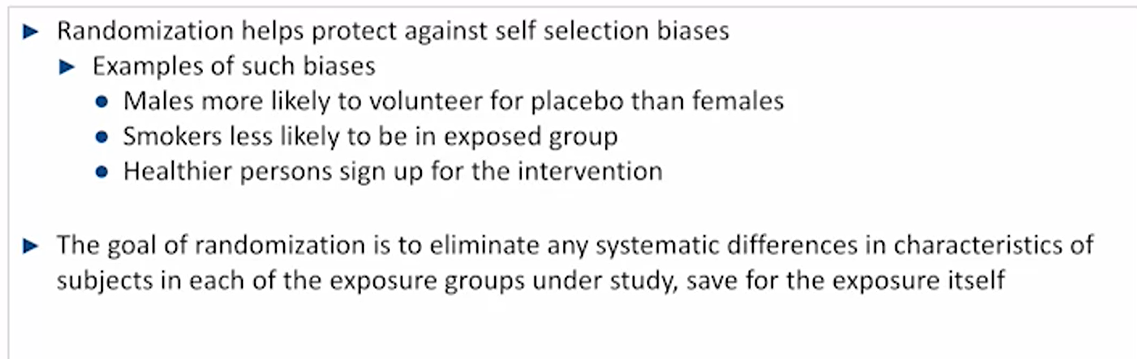 Randomization helps protect against self selection biases
Examples of such biases
Males more likely to volunteer for placebo than females
Smokers less likely to be in exposed group
Healthier persons sign up for the intervention
The goal of randomization is to eliminate any systematic differences in characteristics of
subjects in each of the exposure groups under study, save for the exposure itself